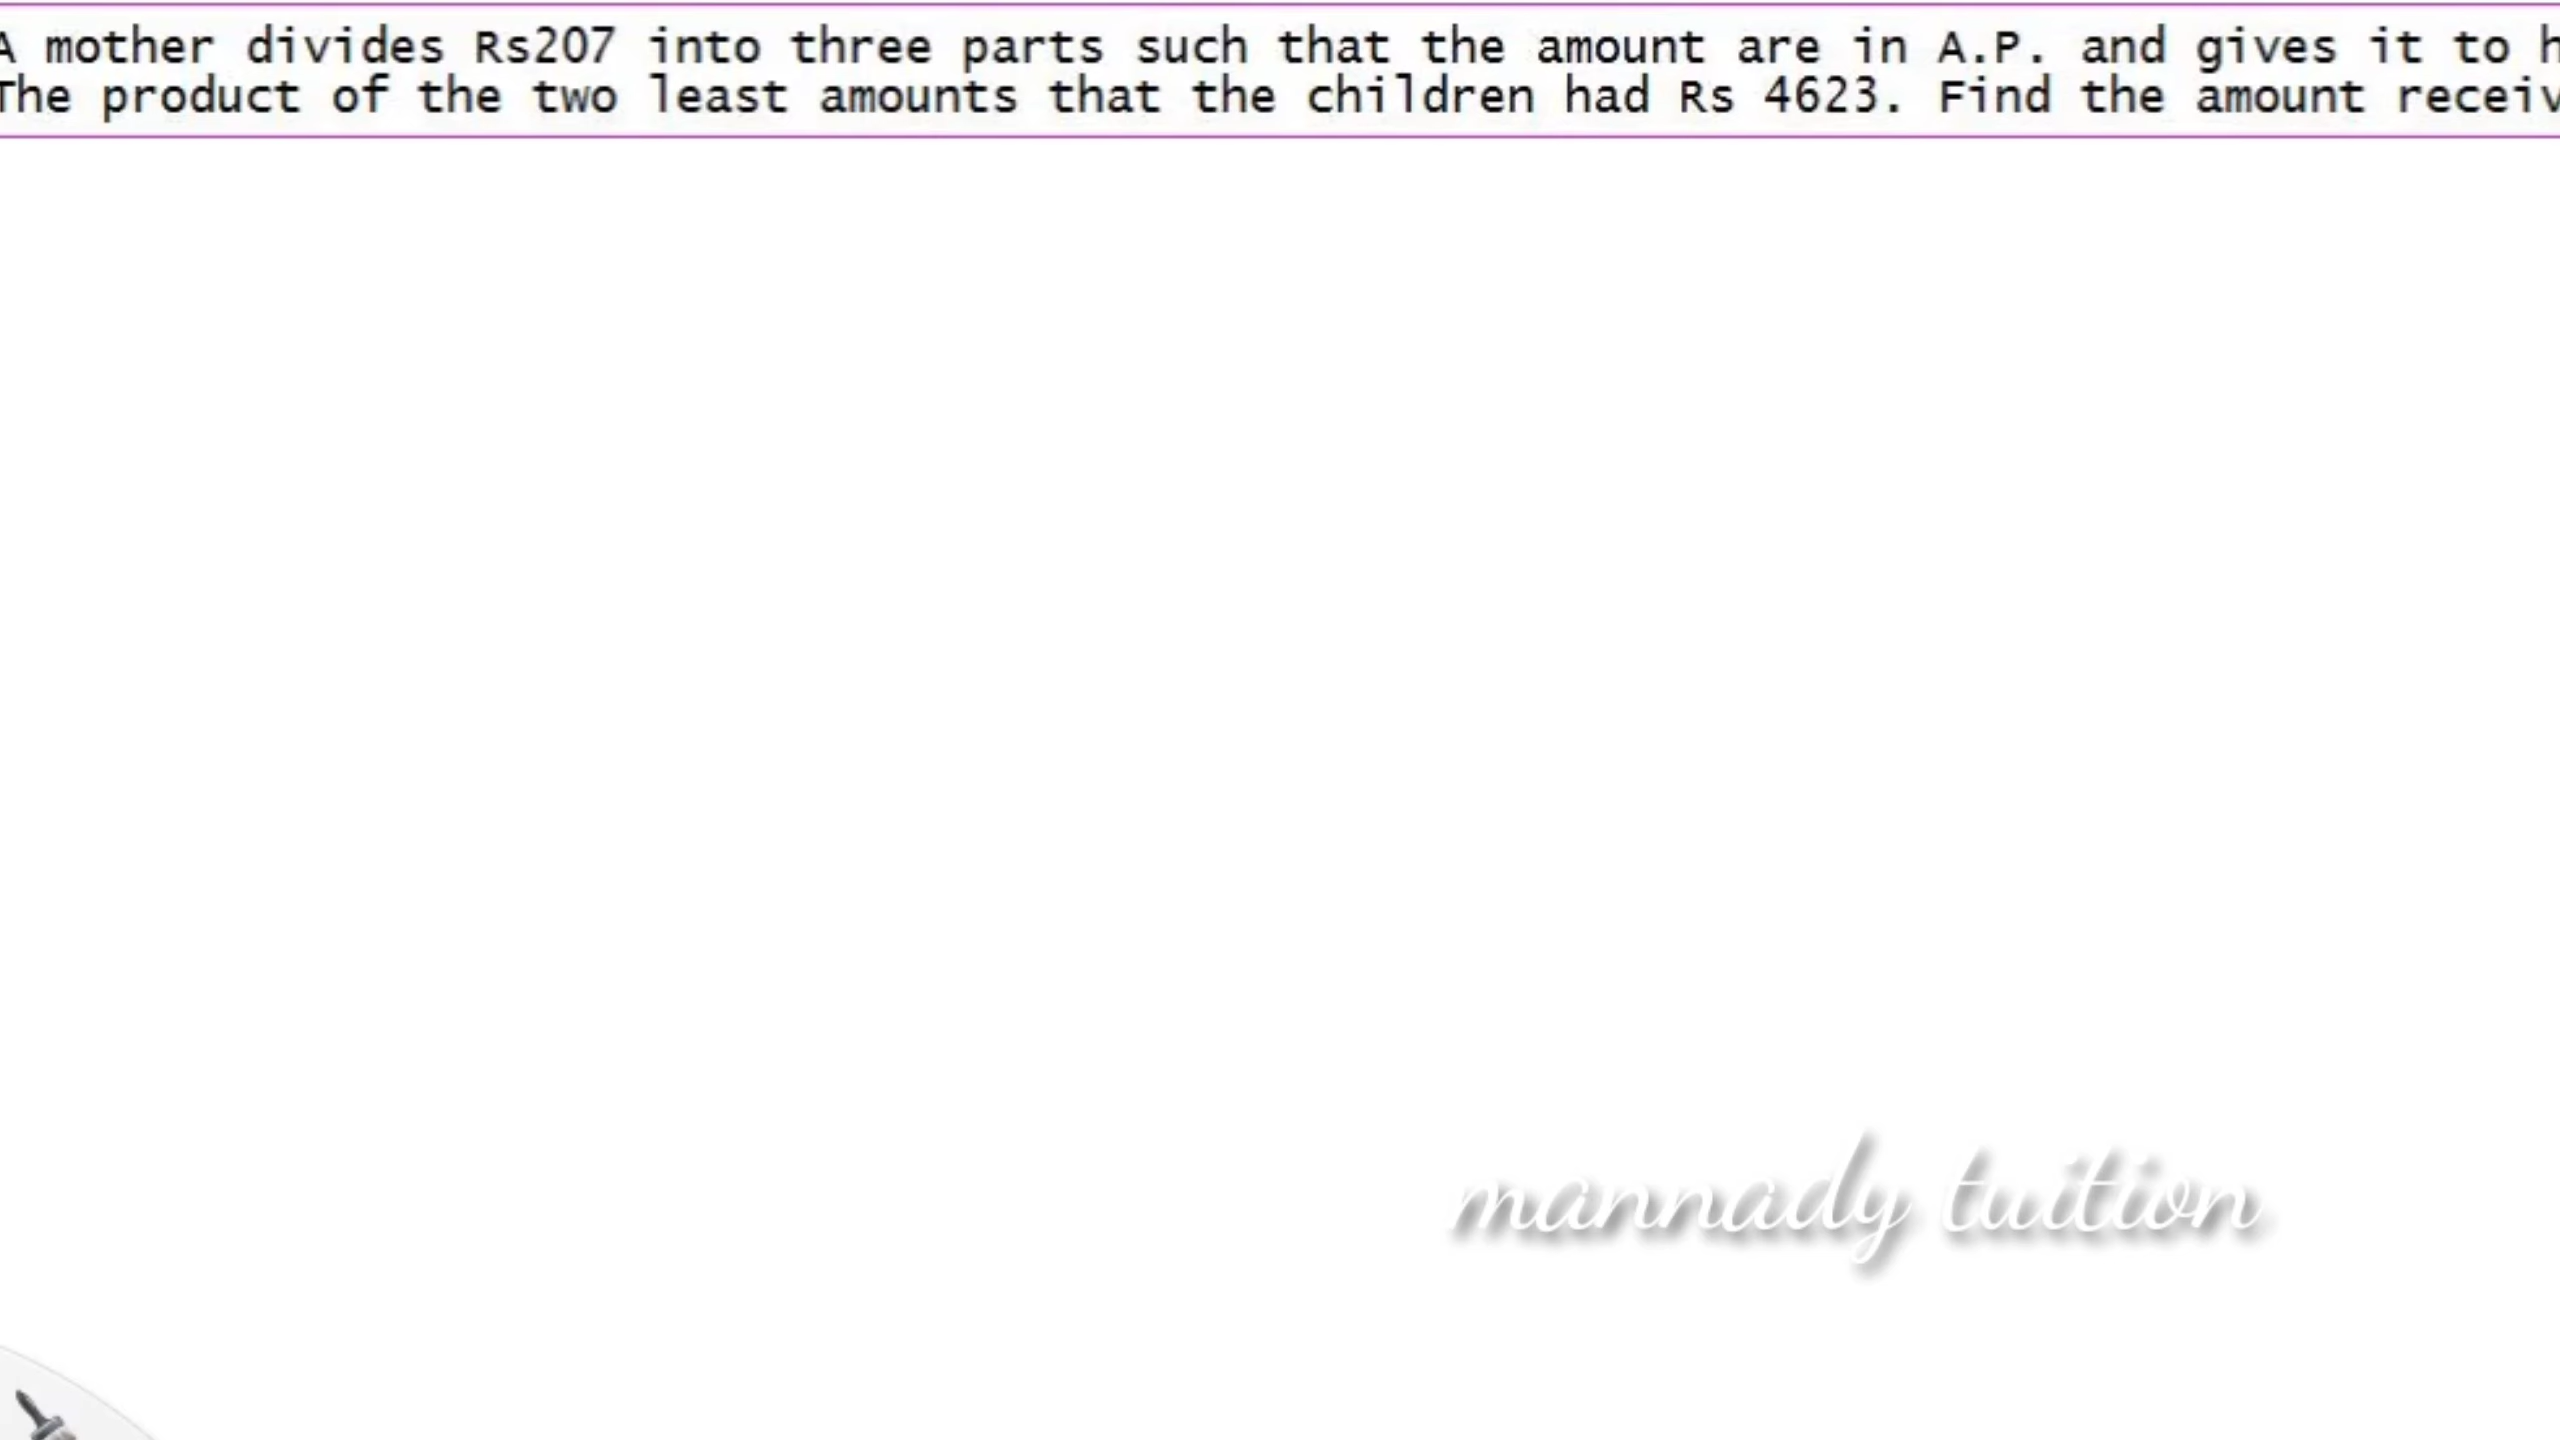 A mother divides Rs207 into three parts such that the amount are in A.P. and gives it to h
The product of the two least amounts that the children had Rs 4623. Find the amount receiv
mannady tuition